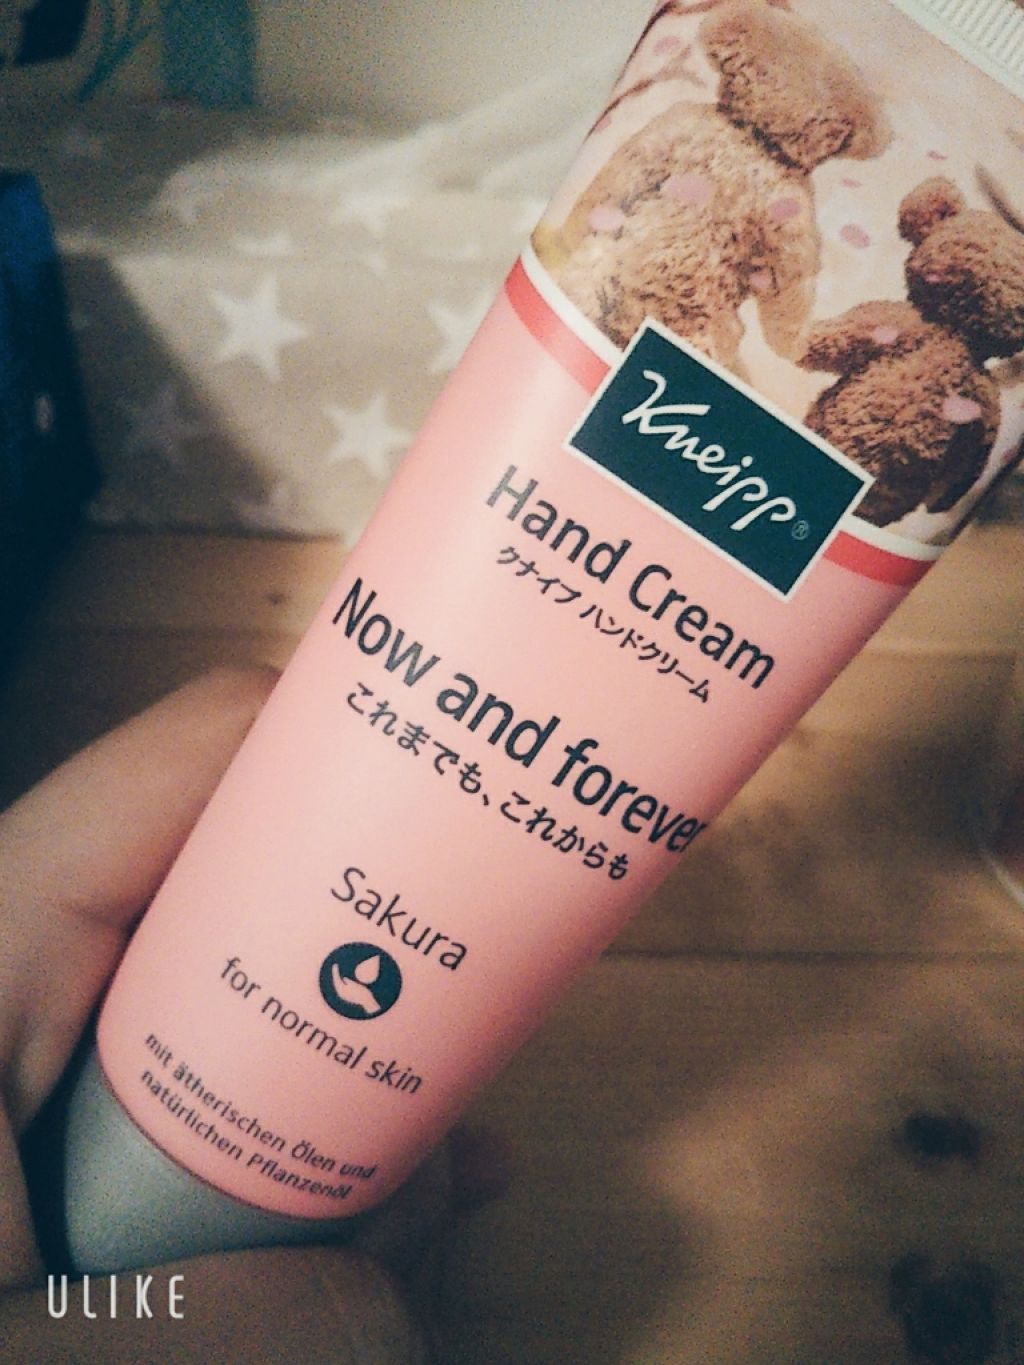 Kneipp®
Hand Cream
クナイプ ハンドクリーム
Now and forever
これまでも、これからも
Sakura
for normal skin
mit ätherischen Ölen und
natürlichen Pflanzenöl
ULIKE